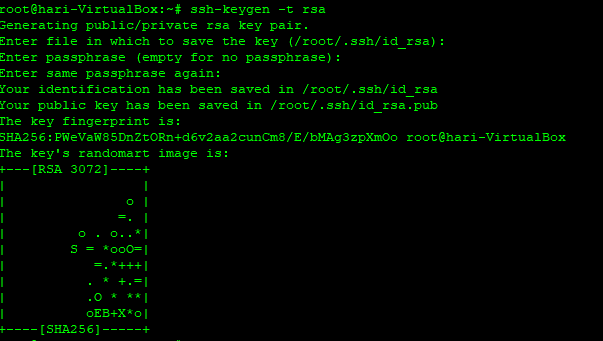 root@hari-VirtualBox:~# ssh-keygen -t rsa
Generating public/private rsa key pair.
Enter file in which to save the key (/root/.ssh/id_rsa):
Enter passphrase (empty for no passphrase):
Enter same passphrase again:
Your identification has been saved in /root/.ssh/id_rsa
Your public key has been saved in /root/.ssh/id_rsa.pub
The key fingerprint is:
SHA256:PWeVaW85DnZtORn+d6v2aa2cunCm8/E/bMAg3zpXmOo root@hari-VirtualBox
The key's randomart image is:
+---[RSA 3072]----+
|                 |
|               o |
|              =. |
|         o . o..*|
|        S = *ooO=|
|           =.*+++|
|          . * +.=|
|          .O * **|
|          oEB+X*o|
+----[SHA256]-----+